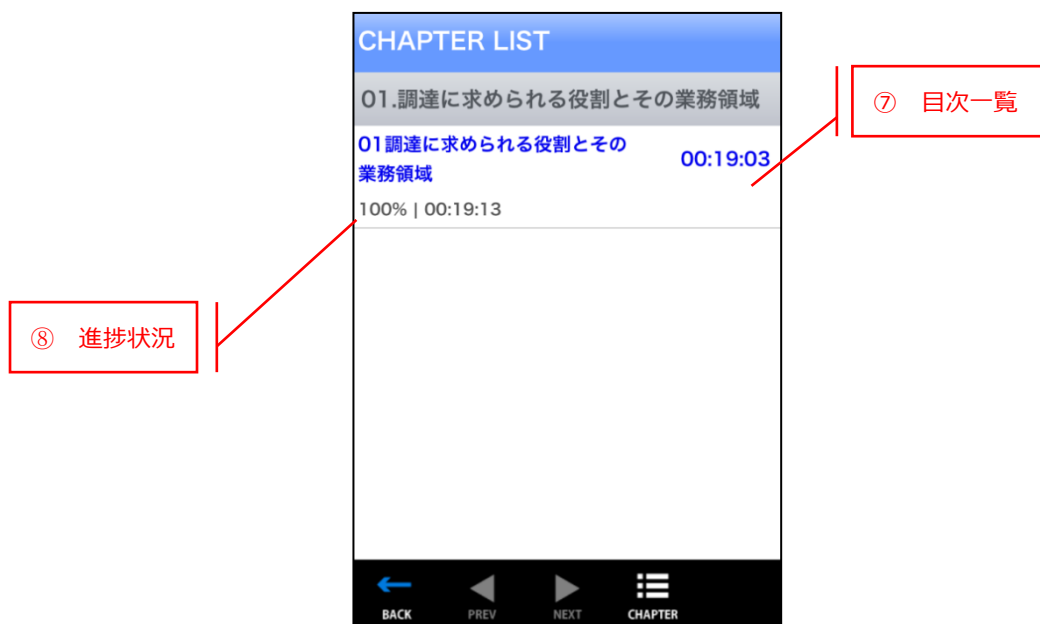 CHAPTER LIST
01.調達に求められる役割とその業務領域
⑦ 目次一覧
01調達に求められる役割とその
業務領域
00:19:03
100% | 00:19:13
⑧ 進捗状況
BACK PREV NEXT CHAPTER